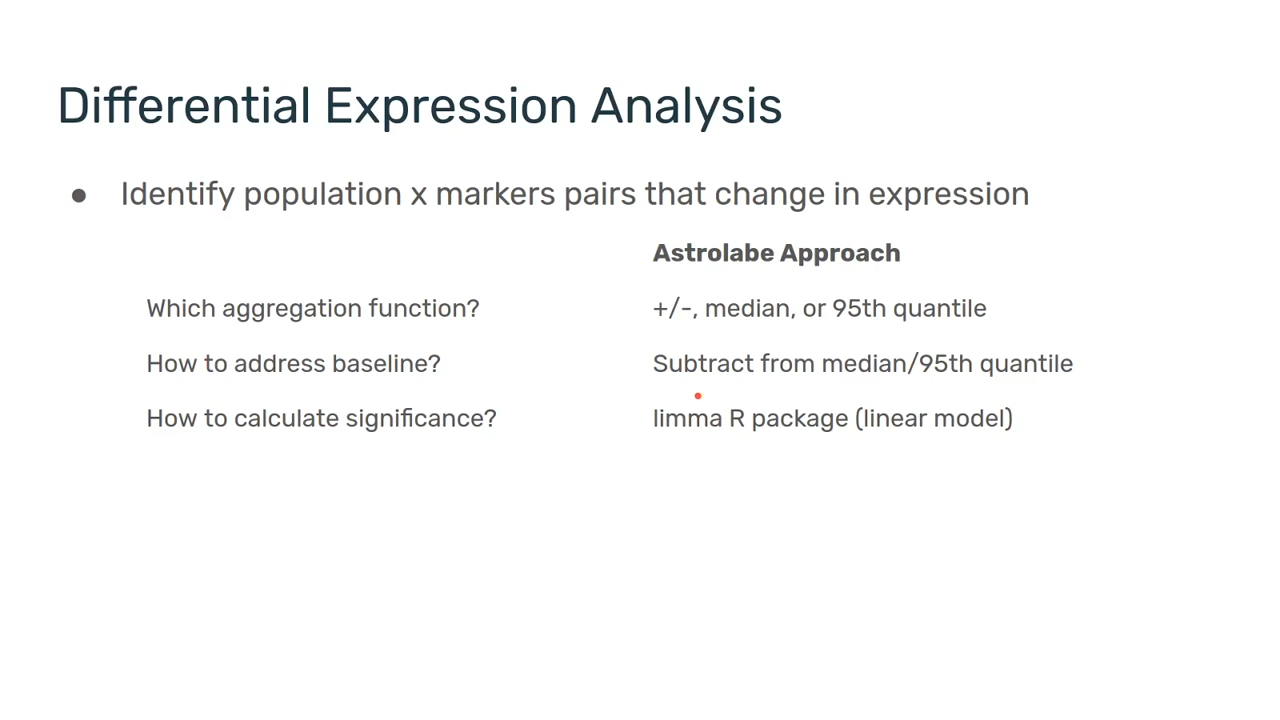 Differential Expression Analysis
● Identify population x markers pairs that change in expression
Astrolabe Approach
Which aggregation function? +/-, median, or 95th quantile
How to address baseline? Subtract from median/95th quantile
How to calculate significance? limma R package (linear model)